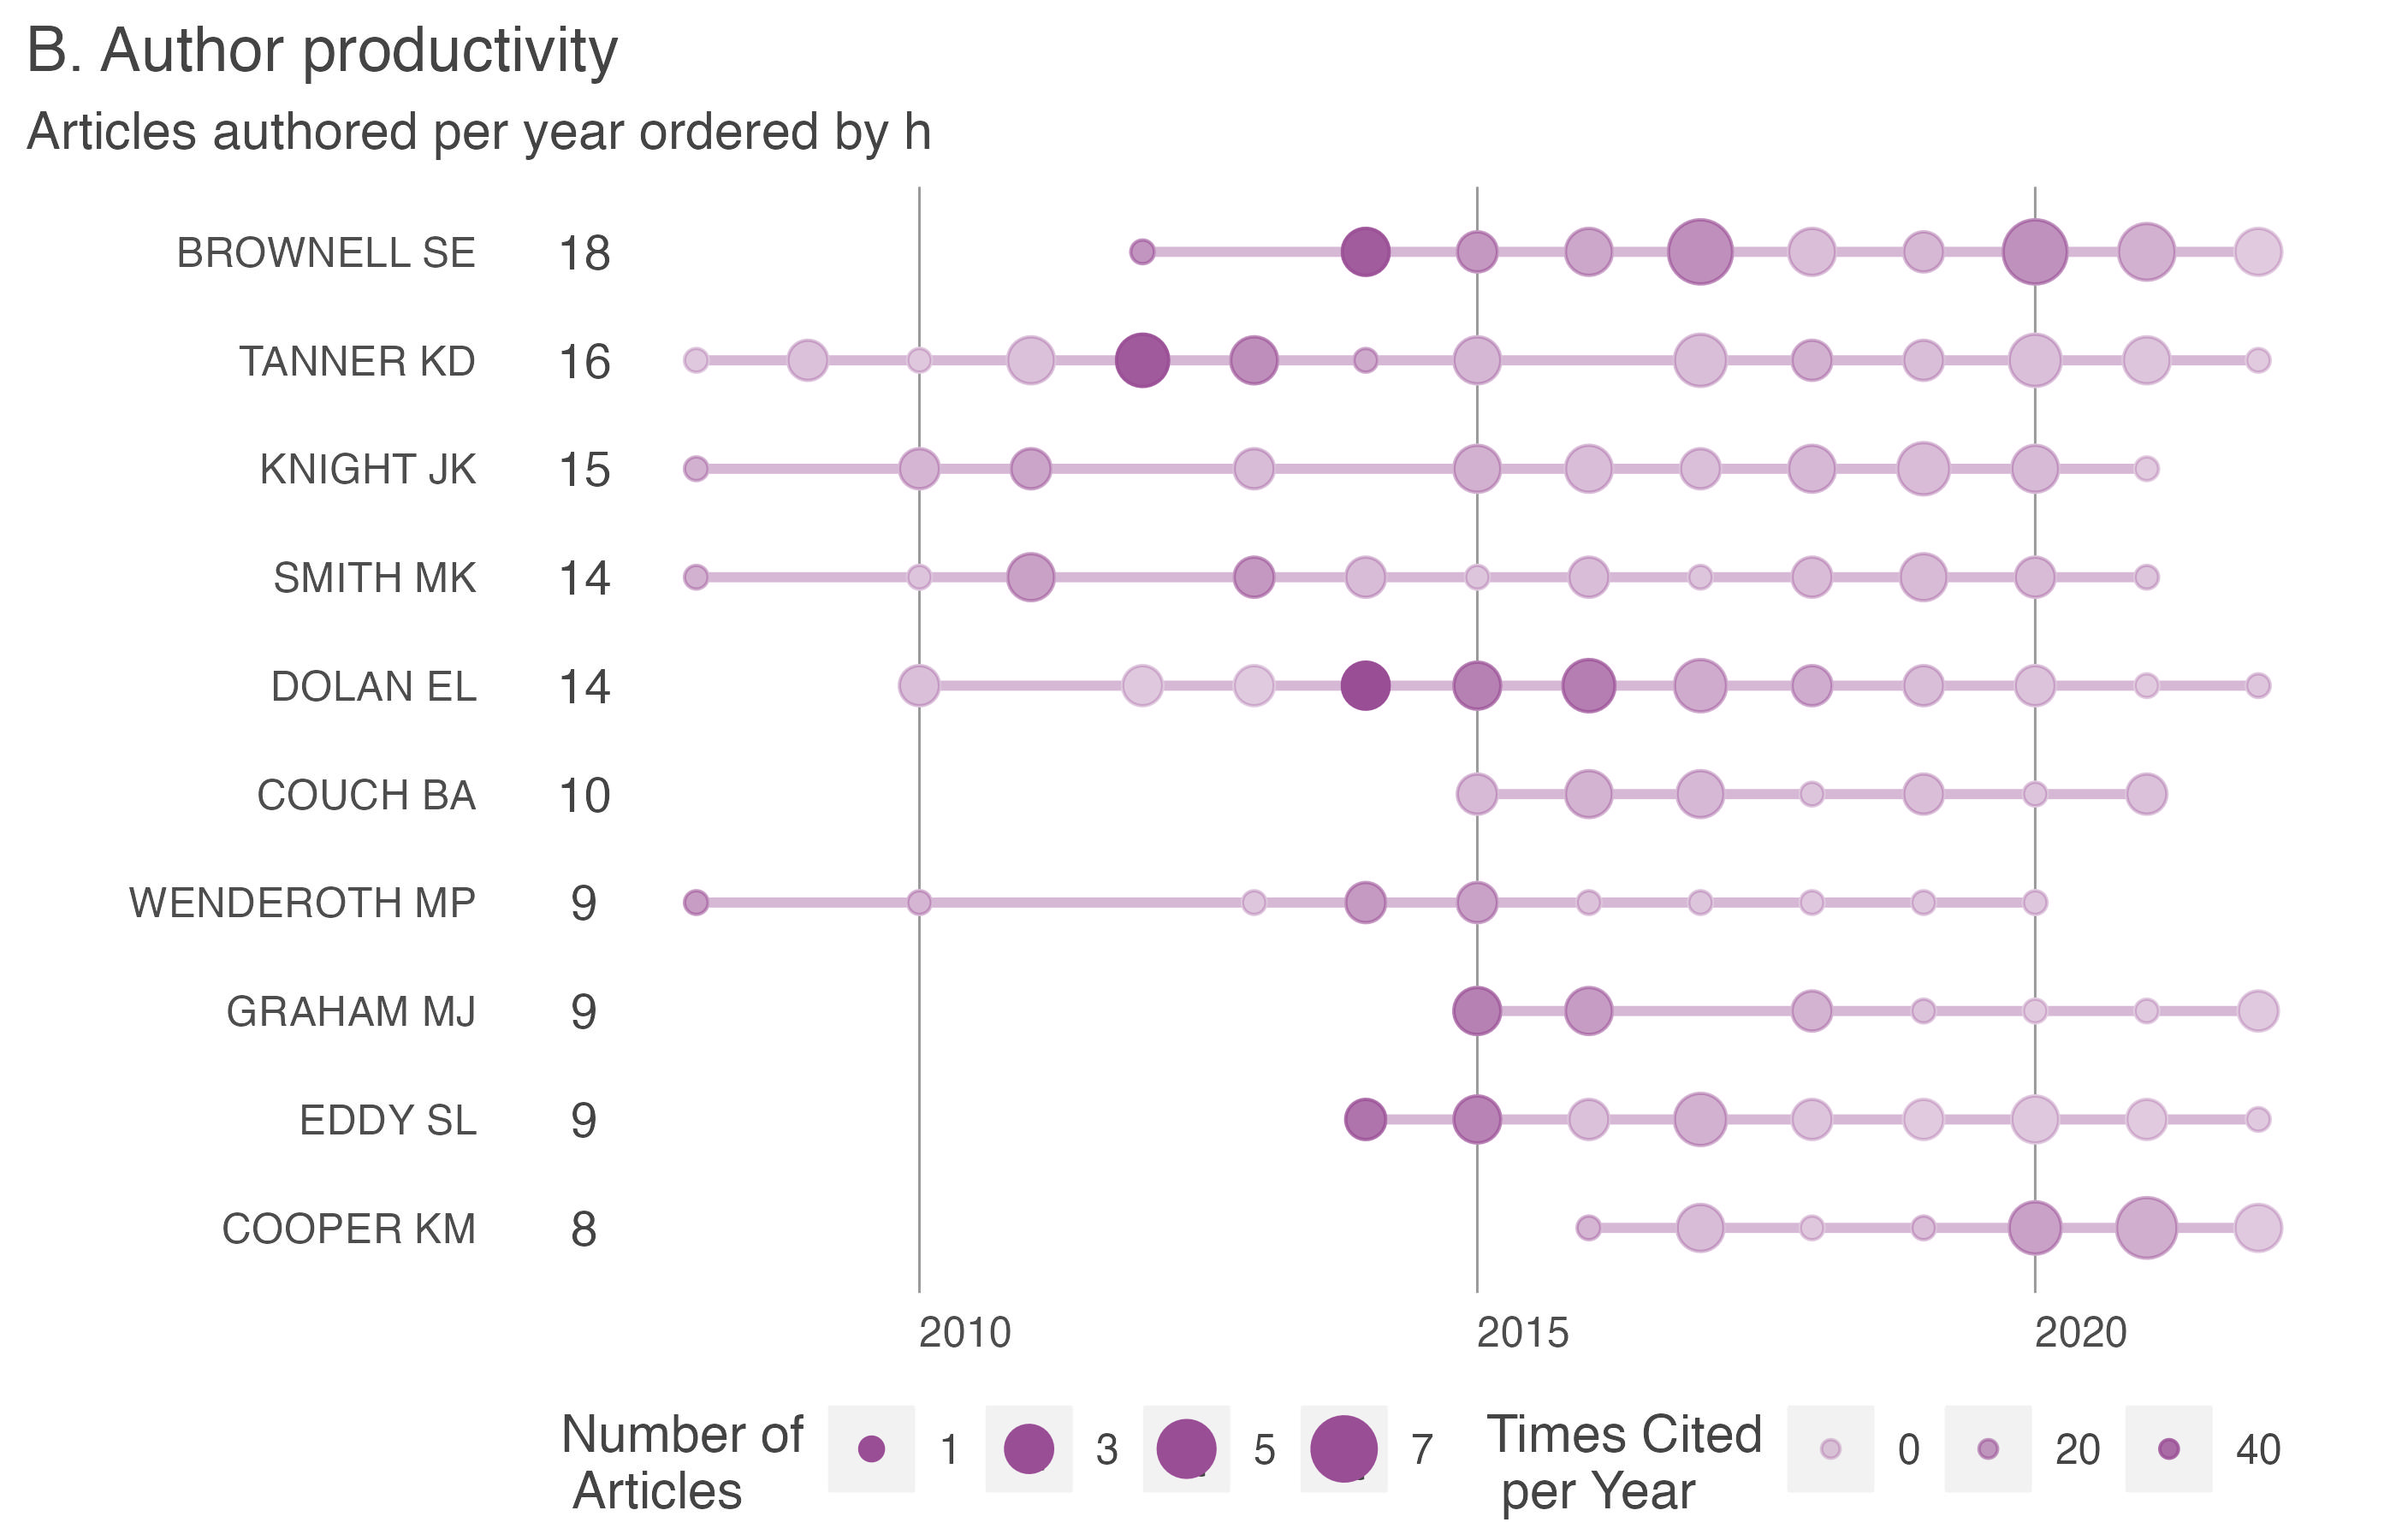 B. Author productivity
Articles authored per year ordered by h
BROWNELL SE 18
TANNER KD 16
KNIGHT JK 15
SMITH MK 14
DOLAN EL 14
COUCH BA 10
WENDEROTH MP 9
GRAHAM MJ 9
EDDY SL 9
COOPER KM 8
2010 2015 2020
Number of
Articles
1 3 5 7
Times Cited
per Year
0 20 40